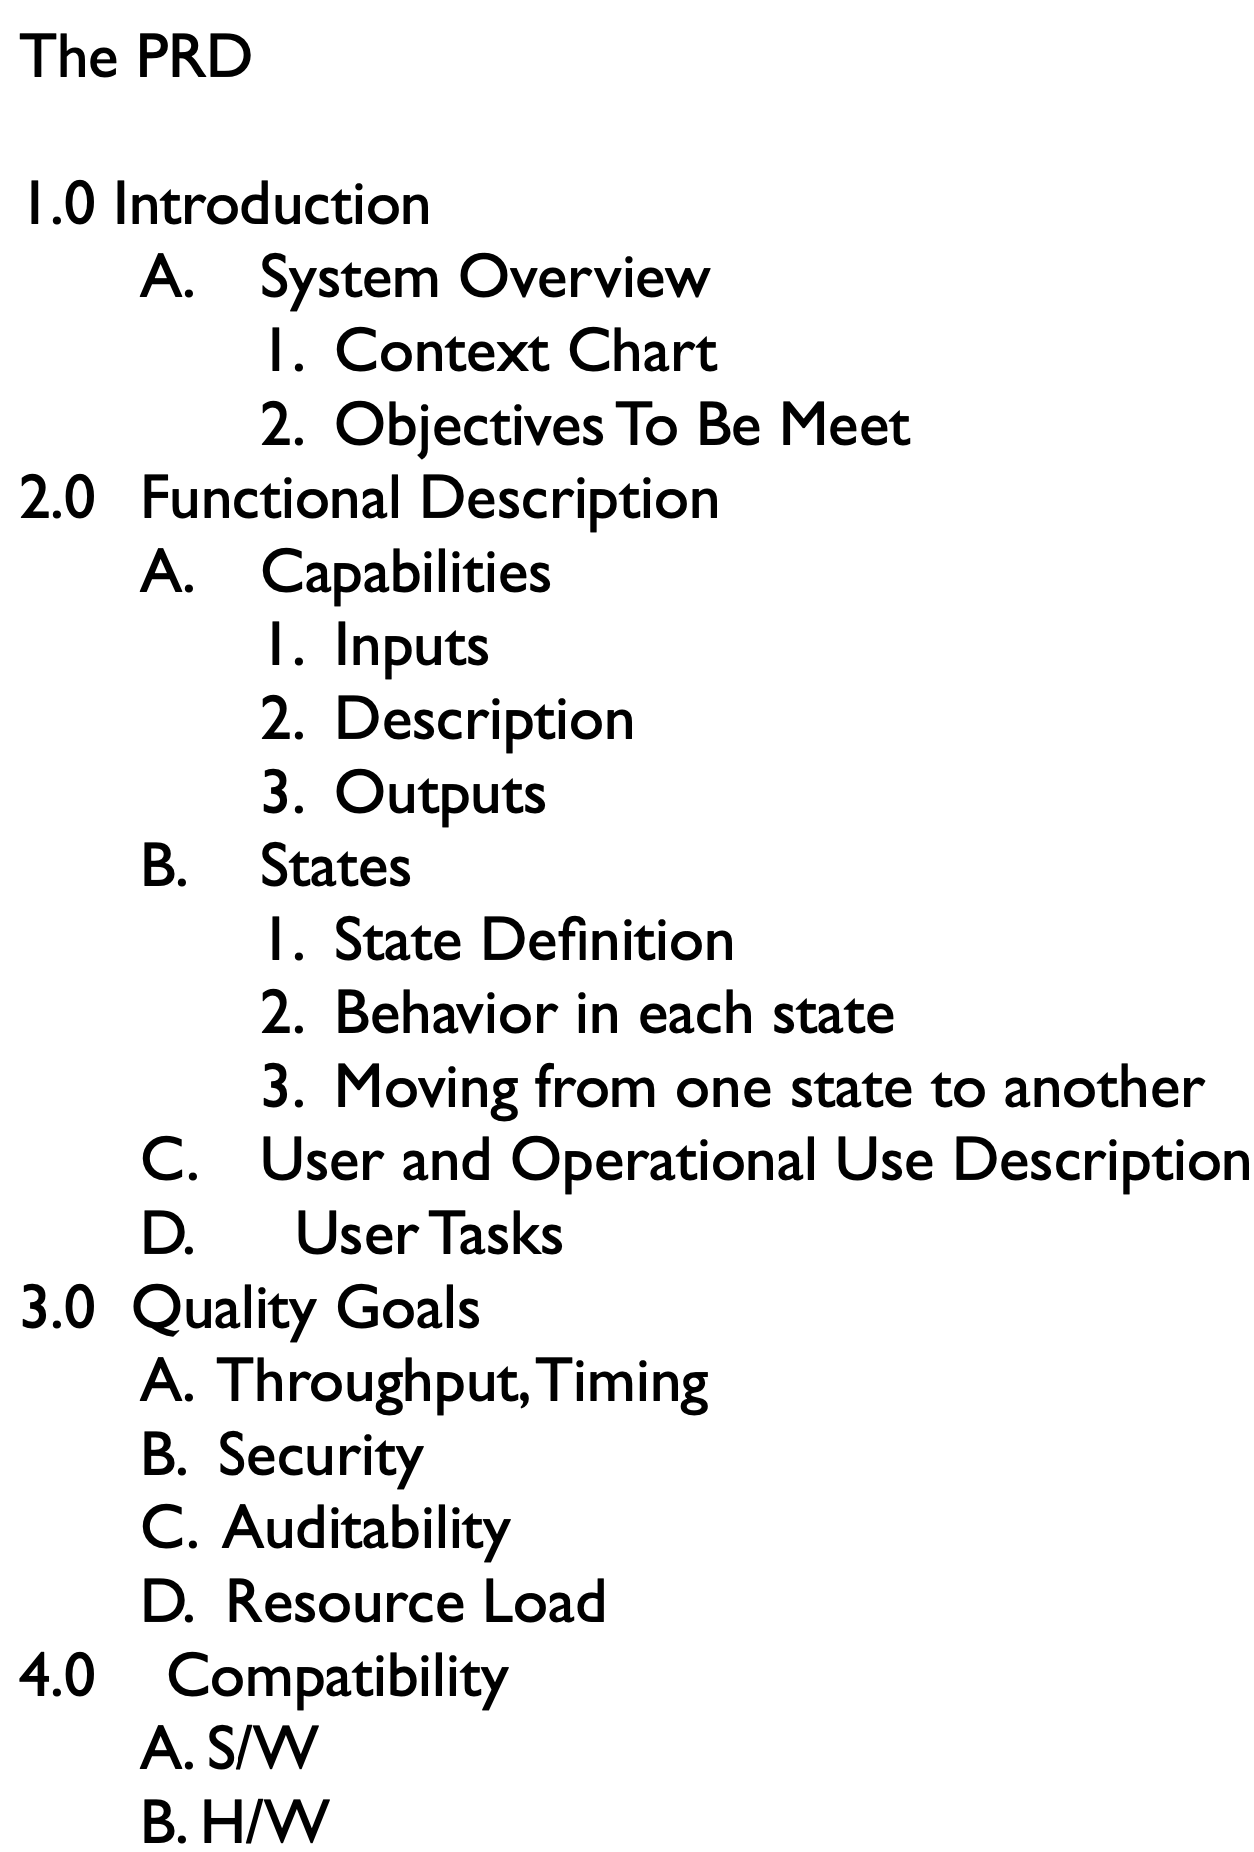 The PRD
1.0 Introduction
A. System Overview
1. Context Chart
2. Objectives To Be Meet
2.0 Functional Description
A. Capabilities
1. Inputs
2. Description
3. Outputs
B. States
1. State Definition
2. Behavior in each state
3. Moving from one state to another
C. User and Operational Use Description
D. User Tasks
3.0 Quality Goals
A. Throughput, Timing
B. Security
C. Auditability
D. Resource Load
4.0 Compatibility
A. S/W
B. H/W